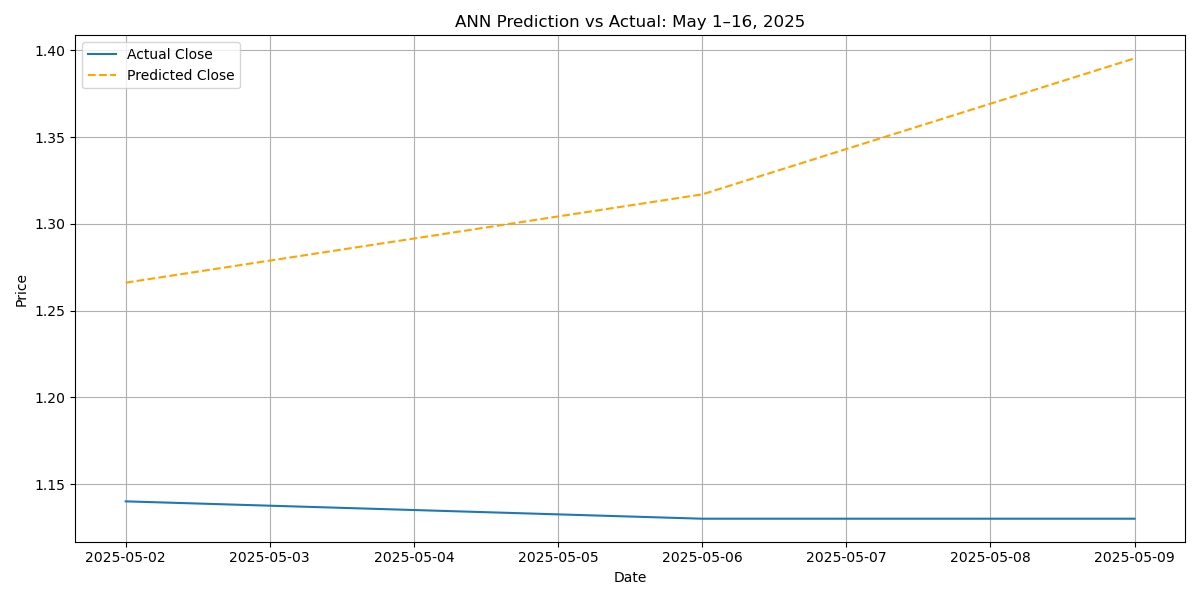 ANN Prediction vs Actual: May 1–16, 2025
Actual Close
Predicted Close
1.40
1.35
1.30
1.25
1.20
1.15
Price
2025-05-02 2025-05-03 2025-05-04 2025-05-05 2025-05-06 2025-05-07 2025-05-08 2025-05-09
Date